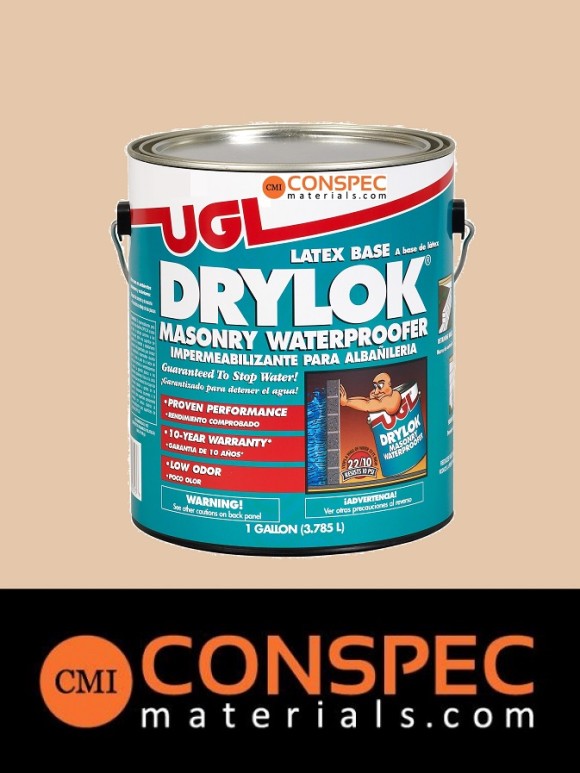 CMI CONSPEC
materials.com
UGL
LATEX BASE A base de látex
DRYLOK®
MASONRY WATERPROOFER
IMPERMEABILIZANTE PARA ALBAÑILERIA
Guaranteed To Stop Water!
¡Garantizado para detener el agua!
• PROVEN PERFORMANCE
• RENDIMIENTO COMPROBADO
• 10-YEAR WARRANTY*
• GARANTIA DE 10 AÑOS*
• LOW ODOR
• POCO OLOR
UGL
DRYLOK
MASONRY
WATERPROOFER
22/10
RESISTS 10 PSI
WARNING!
See other cautions on back panel
¡ADVERTENCIA!
Ver otras precauciones al reverso
1 GALLON (3.785 L)
CMI CONSPEC
materials.com